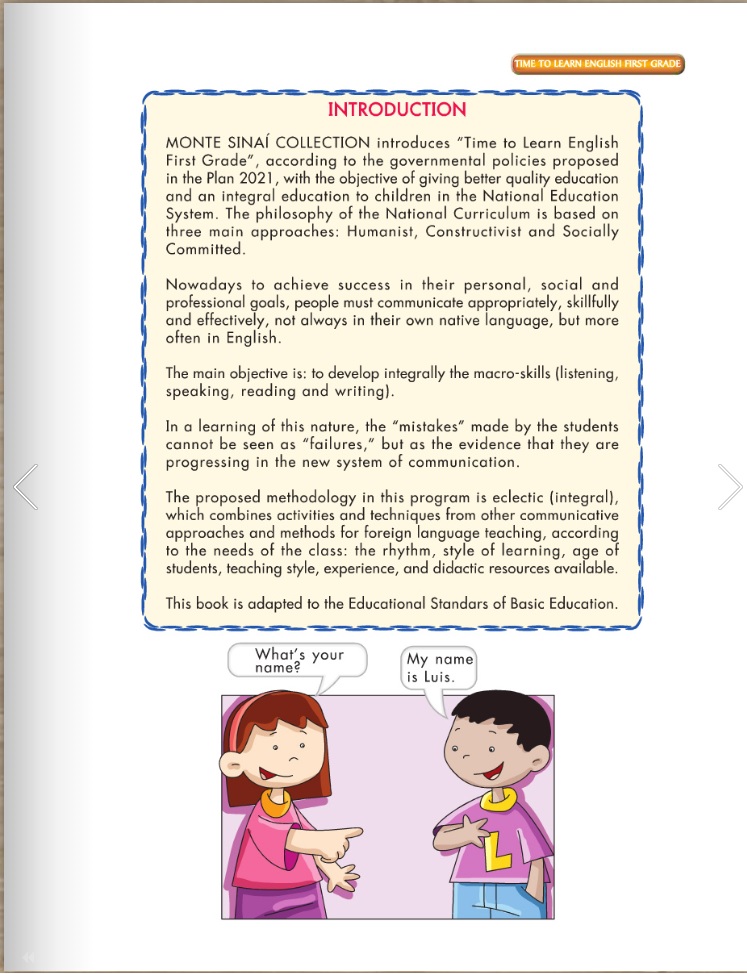 TIME TO LEARN ENGLISH FIRST GRADE
INTRODUCTION
MONTE SINAÍ COLLECTION introduces “Time to Learn English
First Grade”, according to the governmental policies proposed
in the Plan 2021, with the objective of giving better quality education
and an integral education to children in the National Education
System. The philosophy of the National Curriculum is based on
three main approaches: Humanist, Constructivist and Socially
Committed.
Nowadays to achieve success in their personal, social and
professional goals, people must communicate appropriately, skillfully
and effectively, not always in their own native language, but more
often in English.
The main objective is: to develop integrally the macro-skills (listening,
speaking, reading and writing).
In a learning of this nature, the “mistakes” made by the students
cannot be seen as “failures,” but as the evidence that they are
progressing in the new system of communication.
The proposed methodology in this program is eclectic (integral),
which combines activities and techniques from other communicative
approaches and methods for foreign language teaching, according
to the needs of the class: the rhythm, style of learning, age of
students, teaching style, experience, and didactic resources available.
This book is adapted to the Educational Standars of Basic Education.
What’s your
name?
My name
is Luis.
L